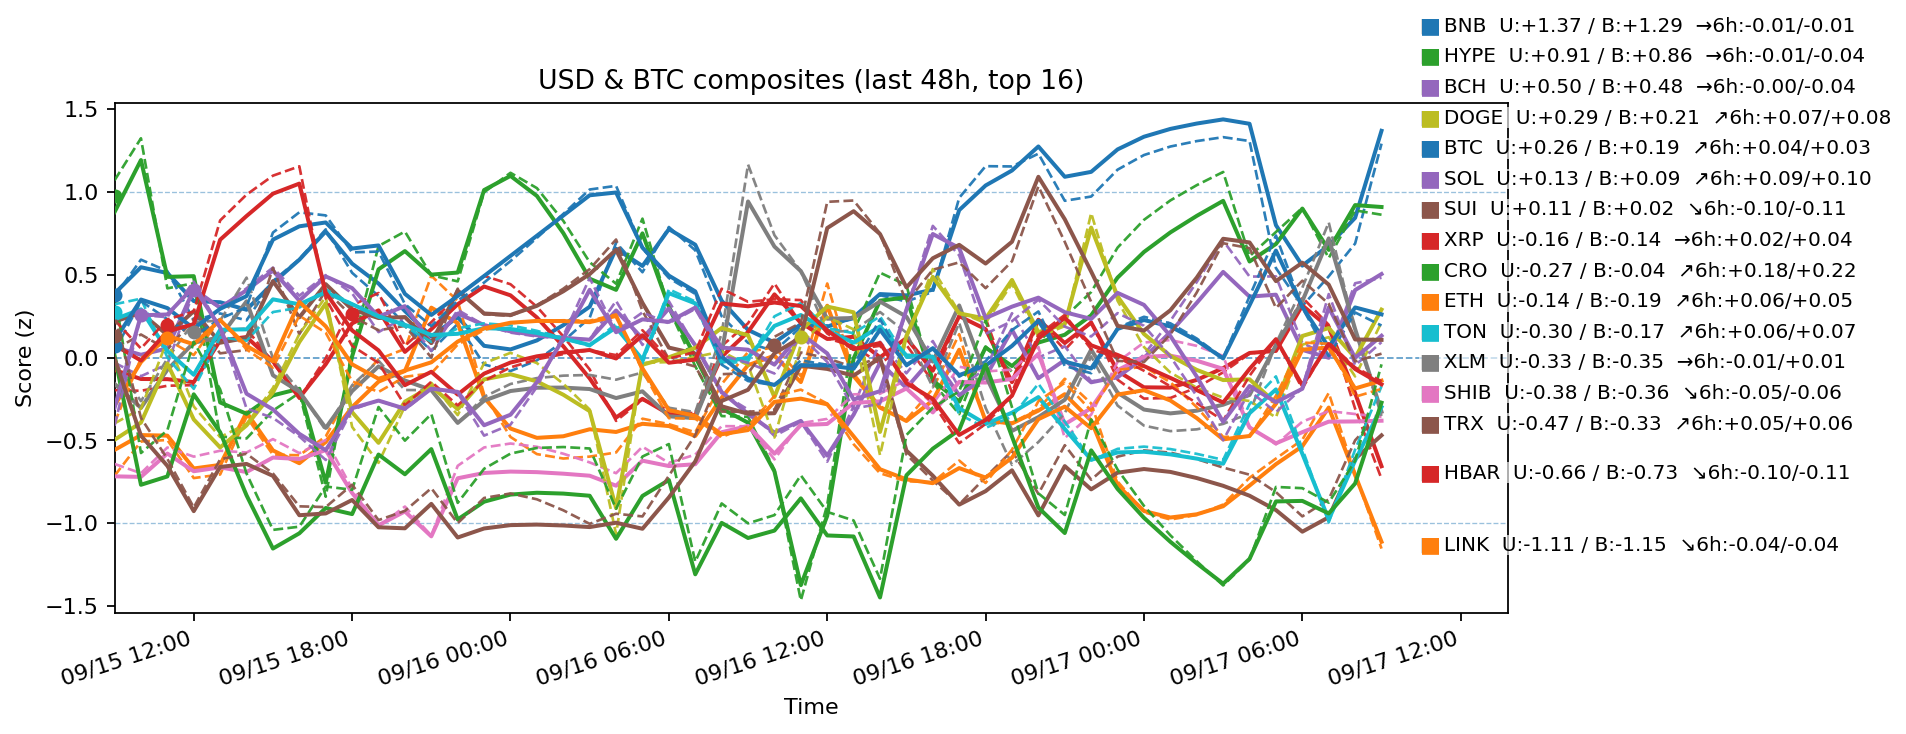 USD & BTC composites (last 48h, top 16)
BNB U:+1.37 / B:+1.29 →6h:-0.01/-0.01
HYPE U:+0.91 / B:+0.86 →6h:-0.01/-0.04
BCH U:+0.50 / B:+0.48 →6h:-0.00/-0.04
DOGE U:+0.29 / B:+0.21 ↗6h:+0.07/+0.08
BTC U:+0.26 / B:+0.19 ↗6h:+0.04/+0.03
SOL U:+0.13 / B:+0.09 ↗6h:+0.09/+0.10
SUI U:+0.11 / B:+0.02 ↘6h:-0.10/-0.11
XRP U:-0.16 / B:-0.14 →6h:+0.02/+0.04
CRO U:-0.27 / B:-0.04 ↗6h:+0.18/+0.22
ETH U:-0.14 / B:-0.19 ↗6h:+0.06/+0.05
TON U:-0.30 / B:-0.17 ↗6h:+0.06/+0.07
XLM U:-0.33 / B:-0.35 →6h:-0.01/+0.01
SHIB U:-0.38 / B:-0.36 ↘6h:-0.05/-0.06
TRX U:-0.47 / B:-0.33 ↗6h:+0.05/+0.06
HBAR U:-0.66 / B:-0.73 ↘6h:-0.10/-0.11
LINK U:-1.11 / B:-1.15 ↘6h:-0.04/-0.04
Score (z)
1.5
1.0
0.5
0.0
−0.5
−1.0
−1.5
09/15 12:00
09/15 18:00
09/16 00:00
09/16 06:00
09/16 12:00
09/16 18:00
09/17 00:00
09/17 06:00
09/17 12:00
Time